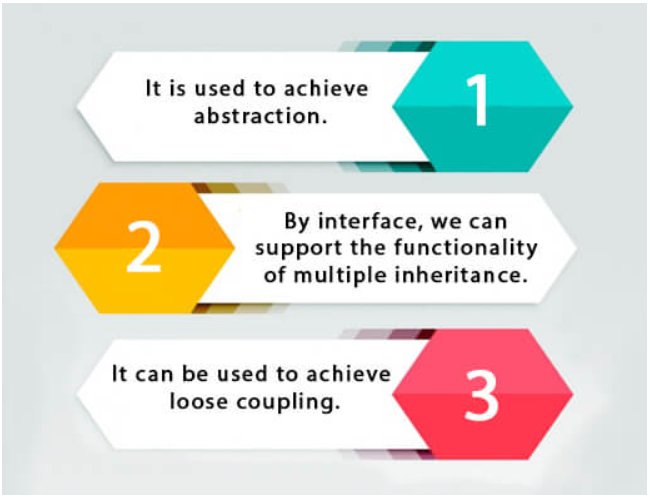 It is used to achieve
abstraction.
1
2
By interface, we can
support the functionality
of multiple inheritance.
It can be used to achieve
loose coupling.
3